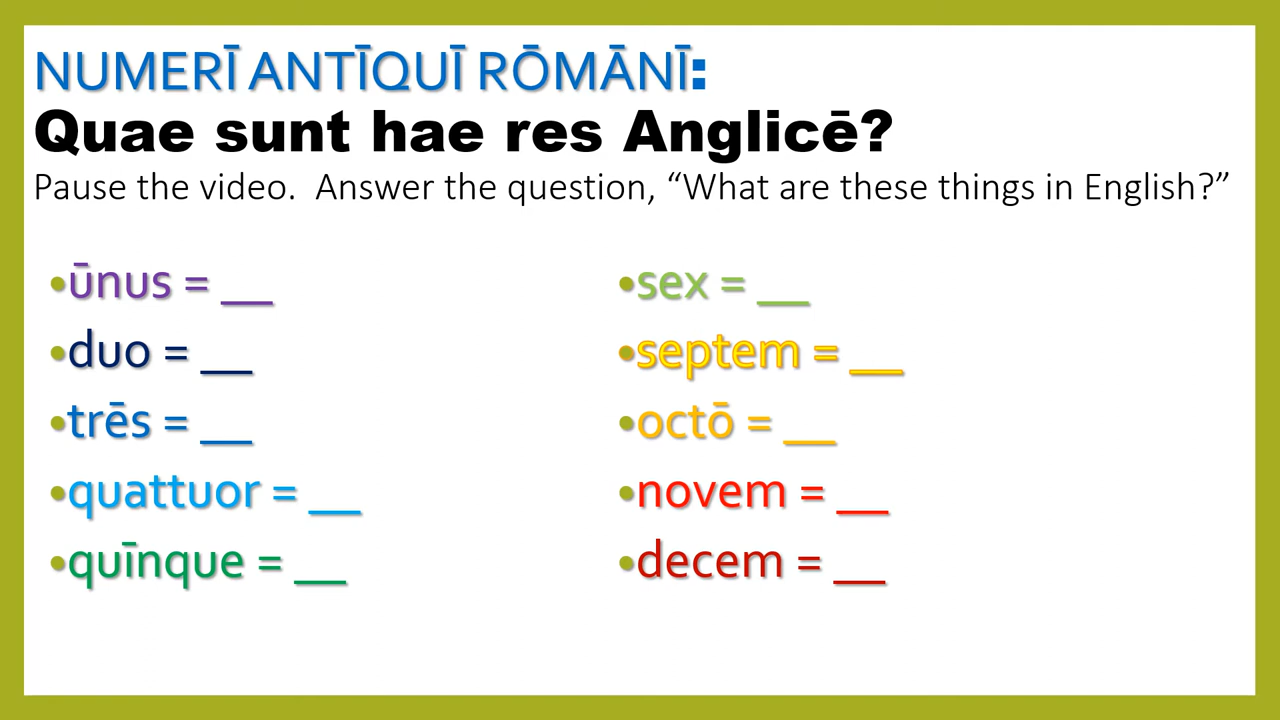 NUMERĪ ANTĪQUĪ RŌMĀNĪ:
Quae sunt hae res Anglicē?
Pause the video.  Answer the question, “What are these things in English?”
•ūnus = __
•duo = __
•trēs = __
•quattuor = __
•quīnque = __
•sex = __
•septem = __
•octō = __
•novem = __
•decem = __